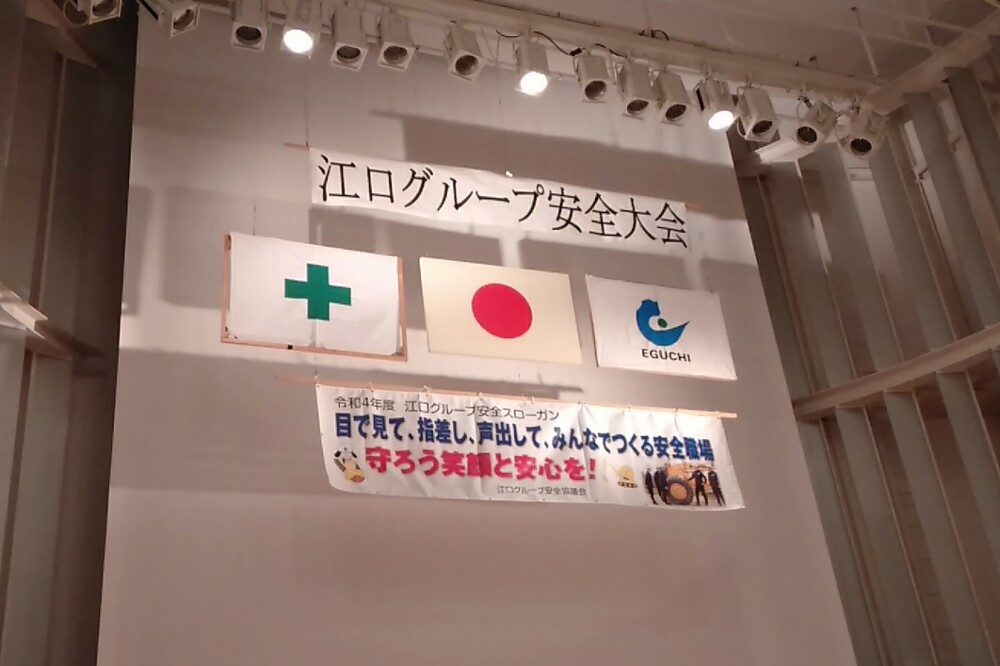 江口グループ安全大会
EGUCHI
令和4年度 江口グループ安全スローガン
目で見て、指差し、声出して、みんなでつくる安全職場
守ろう笑顔と安心を!
江口グループ安全協議会